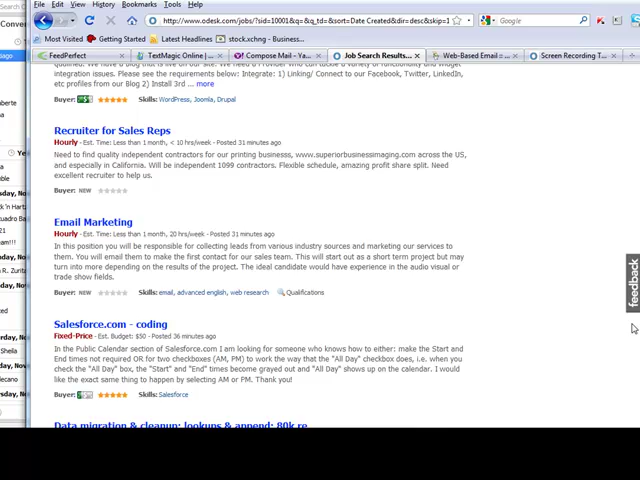 File Edit View History Bookmarks Tools Help
http://www.odesk.com/jobs/?sid=10001&q=&q_td=&sort=Date Created&dir=desc&skip=1
Google
Most Visited Getting Started Latest Headlines stock.xchng - Business...
FeedPerfect TextMagic Online | ... Compose Mail - Ya... Job Search Results... Web-Based Email :: ... Screen Recording T...
integration issues. Please see the requirements below: Integrate: 1) Linking/ Connect to our Facebook, Twitter, LinkedIn,
etc profiles from our Blog 2) Install 3rd ... more
Buyer: Skills: WordPress, Joomla, Drupal
Recruiter for Sales Reps
Hourly - Est. Time: Less than 1 month, < 10 hrs/week - Posted 31 minutes ago
Need to find quality independent contractors for our printing businesss, www.superiorbusinessimaging.com across the US,
and especially in California. Will be independent 1099 contractors. Flexible schedule, amazing profit share split. Need
excellent recruiter to help us.
Buyer: NEW
Email Marketing
Hourly - Est. Time: Less than 1 month, 20 hrs/week - Posted 31 minutes ago
In this position you will be responsible for collecting leads from various industry sources and marketing our services to
them. You will email them to make the first contact for our sales team. This will start out as a short term project but may
turn into more depending on the results of the project. The ideal candidate would have experience in the audio visual or
trade show fields.
Buyer: NEW Skills: email, advanced english, web research Qualifications
Salesforce.com - coding
Fixed-Price - Est. Budget: $50 - Posted 36 minutes ago
In the Public Calendar section of Salesforce.com I am looking for someone who knows how to either: make the Start and
End times not required OR for two checkboxes (AM, PM) to work the way that the "All Day" checkbox does, i.e. when you
check the "All Day" box, the "Start" and "End" times become grayed out and "All Day" shows up on the calendar. I would
like the exact same thing to happen by selecting AM or PM. Thank you!
Buyer: Skills: Salesforce
Data migration & cleanup: lookups & append: 80k re
feedback